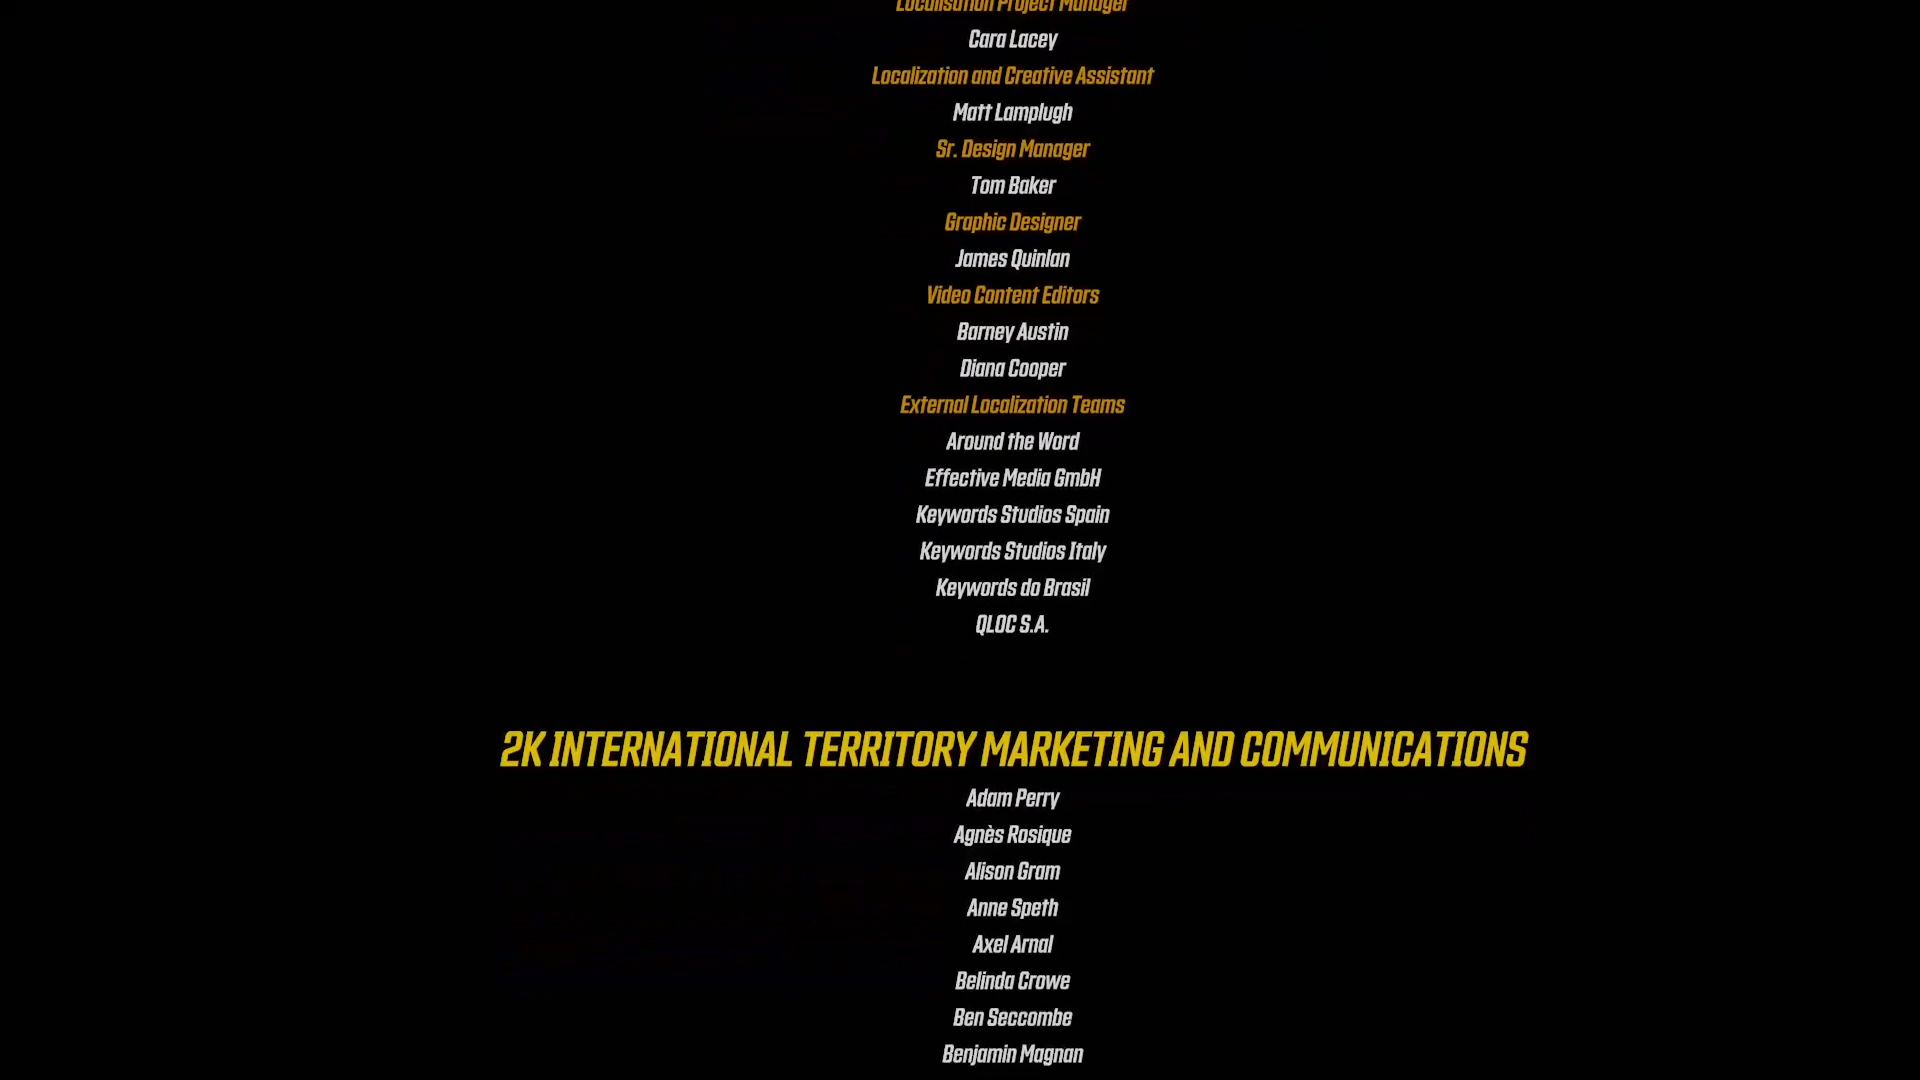 Localisation Project Manager
Cara Lacey
Localization and Creative Assistant
Matt Lamplugh
Sr. Design Manager
Tom Baker
Graphic Designer
James Quinlan
Video Content Editors
Barney Austin
Diana Cooper
External Localization Teams
Around the Word
Effective Media GmbH
Keywords Studios Spain
Keywords Studios Italy
Keywords do Brasil
QLOC S.A.
2K INTERNATIONAL TERRITORY MARKETING AND COMMUNICATIONS
Adam Perry
Agnès Rosique
Alison Gram
Anne Speth
Axel Arnal
Belinda Crowe
Ben Seccombe
Benjamin Magnan